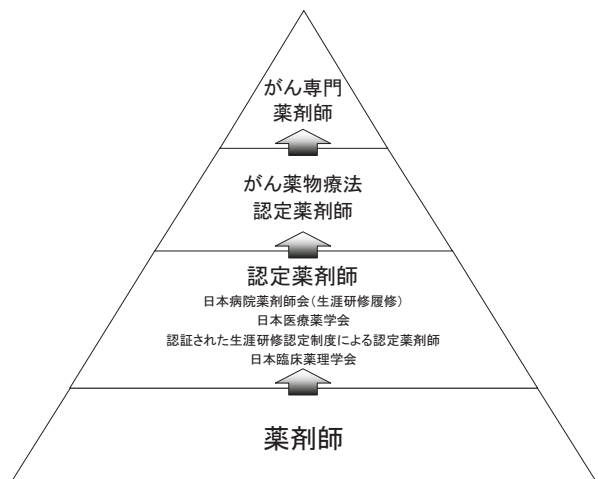 がん専門
薬剤師
がん薬物療法
認定薬剤師
認定薬剤師
日本病院薬剤師会（生涯研修履修）
日本医療薬学会
認証された生涯研修認定制度による認定薬剤師
日本臨床薬理学会
薬剤師